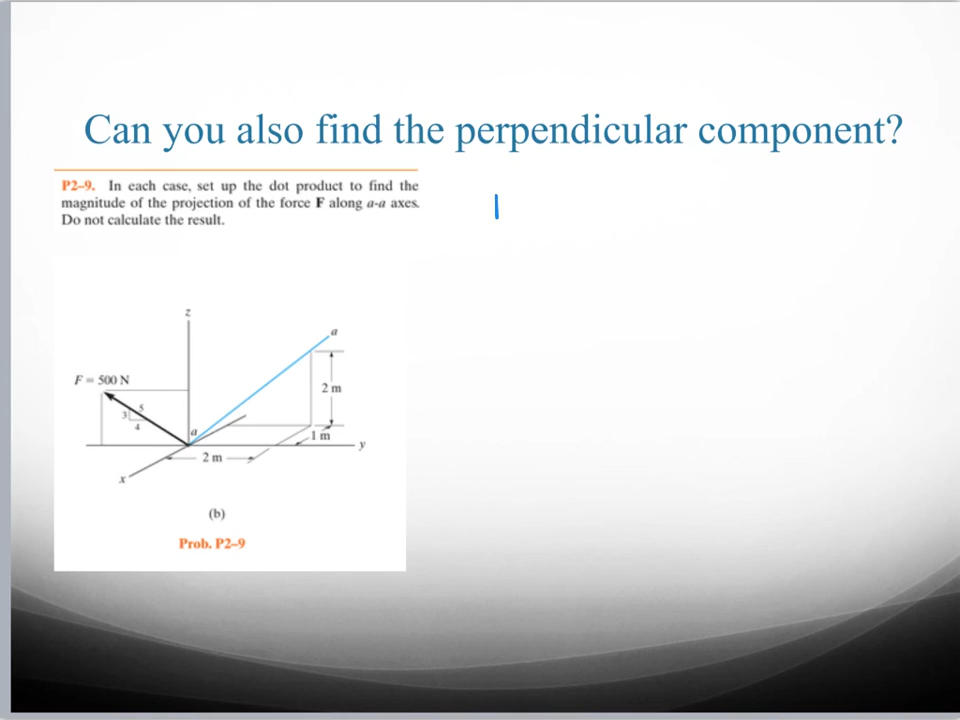 Can you also find the perpendicular component?
P2–9. In each case, set up the dot product to find the
magnitude of the projection of the force F along a-a axes.
Do not calculate the result.
z
a
F = 500 N
2 m
5
3
4
a
1 m
y
2 m
x
(b)
Prob. P2–9